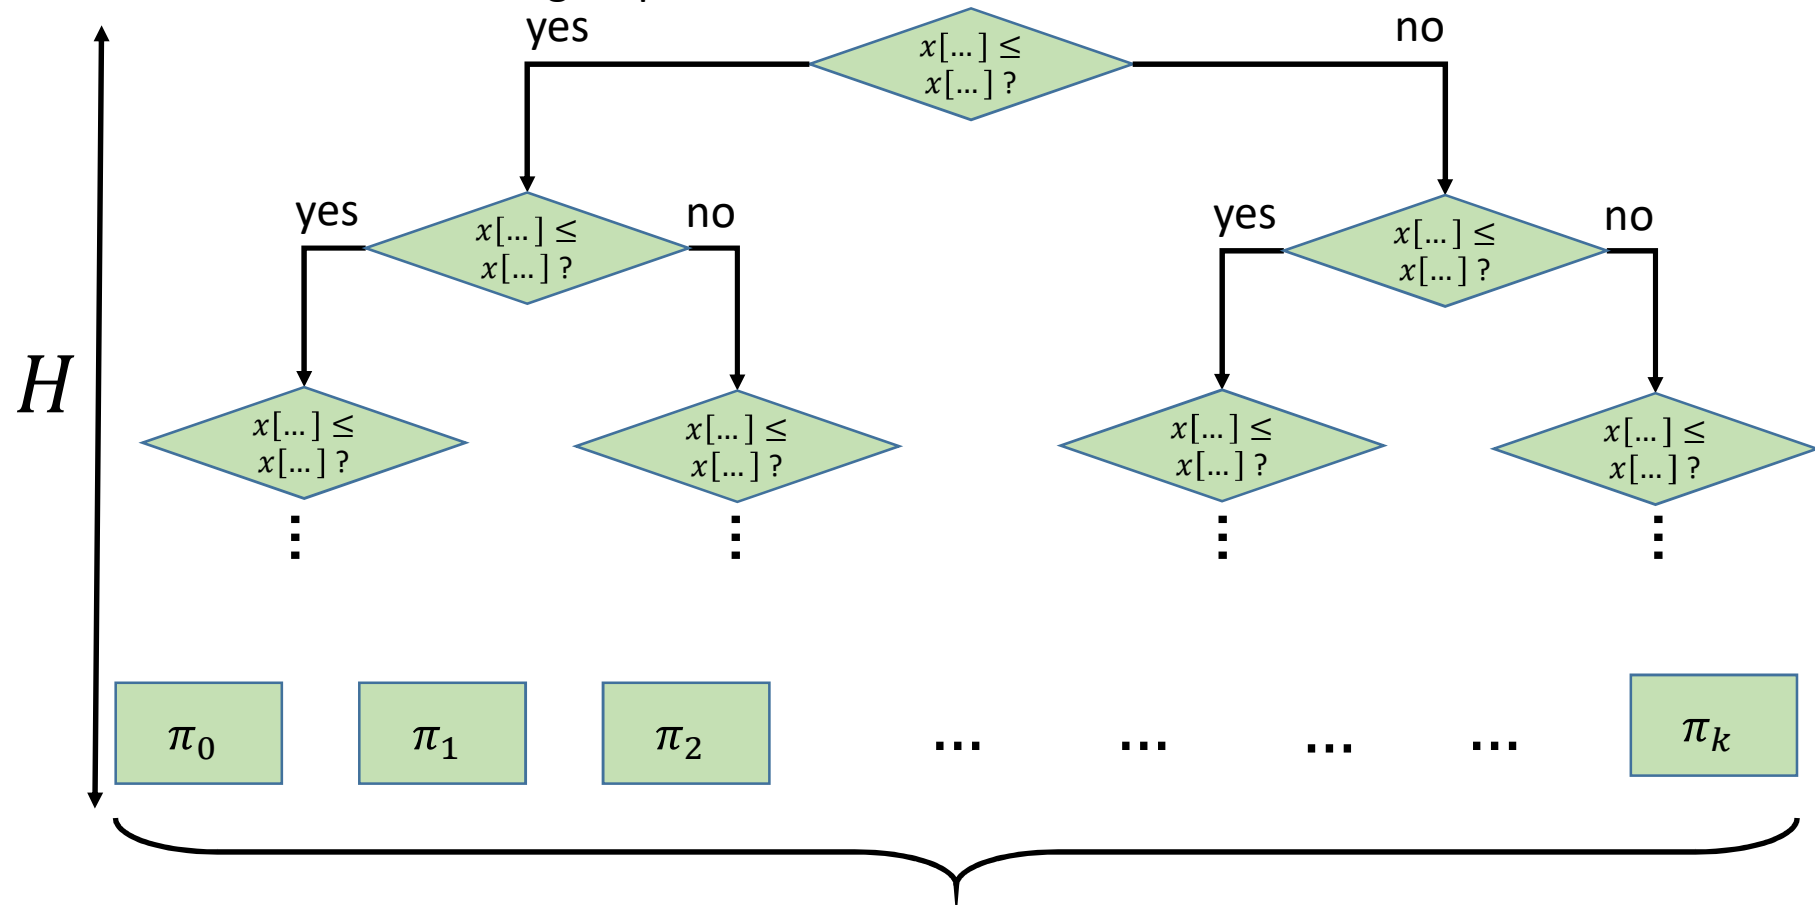 yes
no
x[…] ≤
x[…] ?
yes
no
yes
no
x[…] ≤
x[…] ?
x[…] ≤
x[…] ?
H
x[…] ≤
x[…] ?
x[…] ≤
x[…] ?
x[…] ≤
x[…] ?
x[…] ≤
x[…] ?
π₀
π₁
π₂
… … … …
πₖ